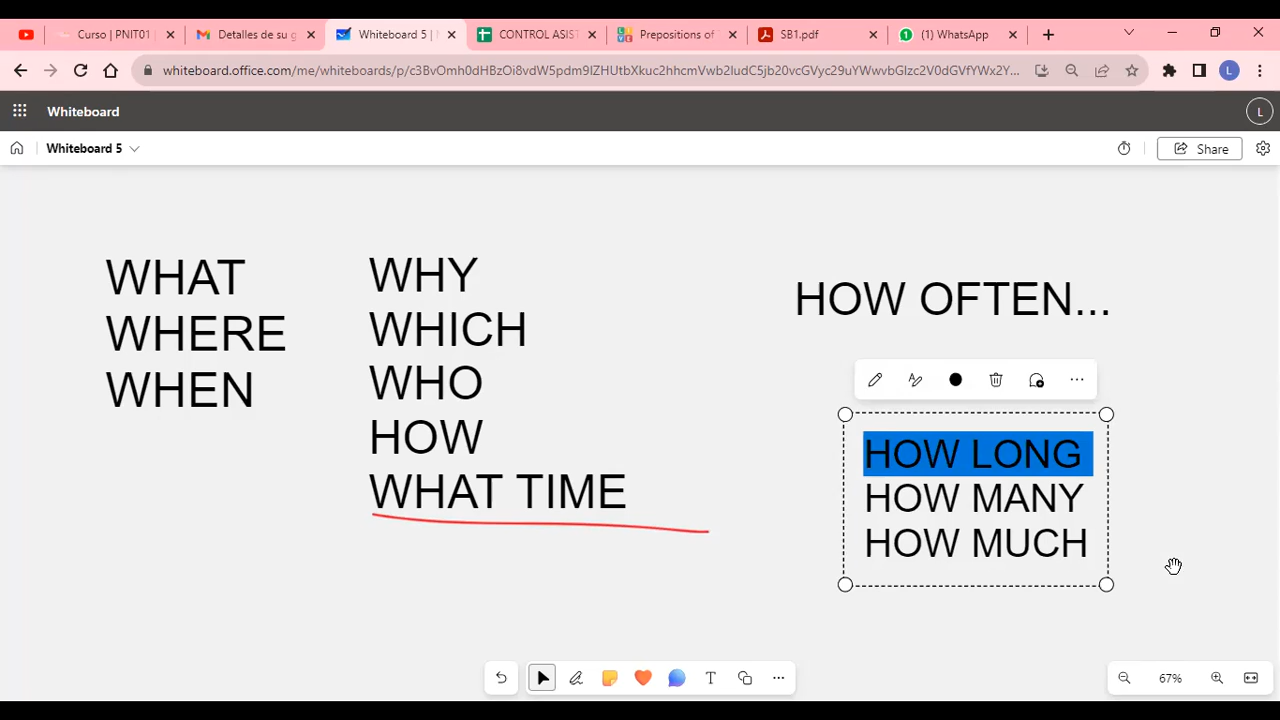 Curso | PNIT01 |
Detalles de su g
Whiteboard 5 | M
CONTROL ASIST
Prepositions of
SB1.pdf
(1) WhatsApp
whiteboard.office.com/me/whiteboards/p/c3BvOmh0dHBzOi8vdW5pdm9IZHUtbXkuc2hhcmVwb2ludC5jb20vcGVyc29uYWwvbGlzc2V0dGVfYWx2Y...
L
Whiteboard
L
Whiteboard 5
Share
WHAT
WHERE
WHEN
WHY
WHICH
WHO
HOW
WHAT TIME
HOW OFTEN...
HOW LONG
HOW MANY
HOW MUCH
67%